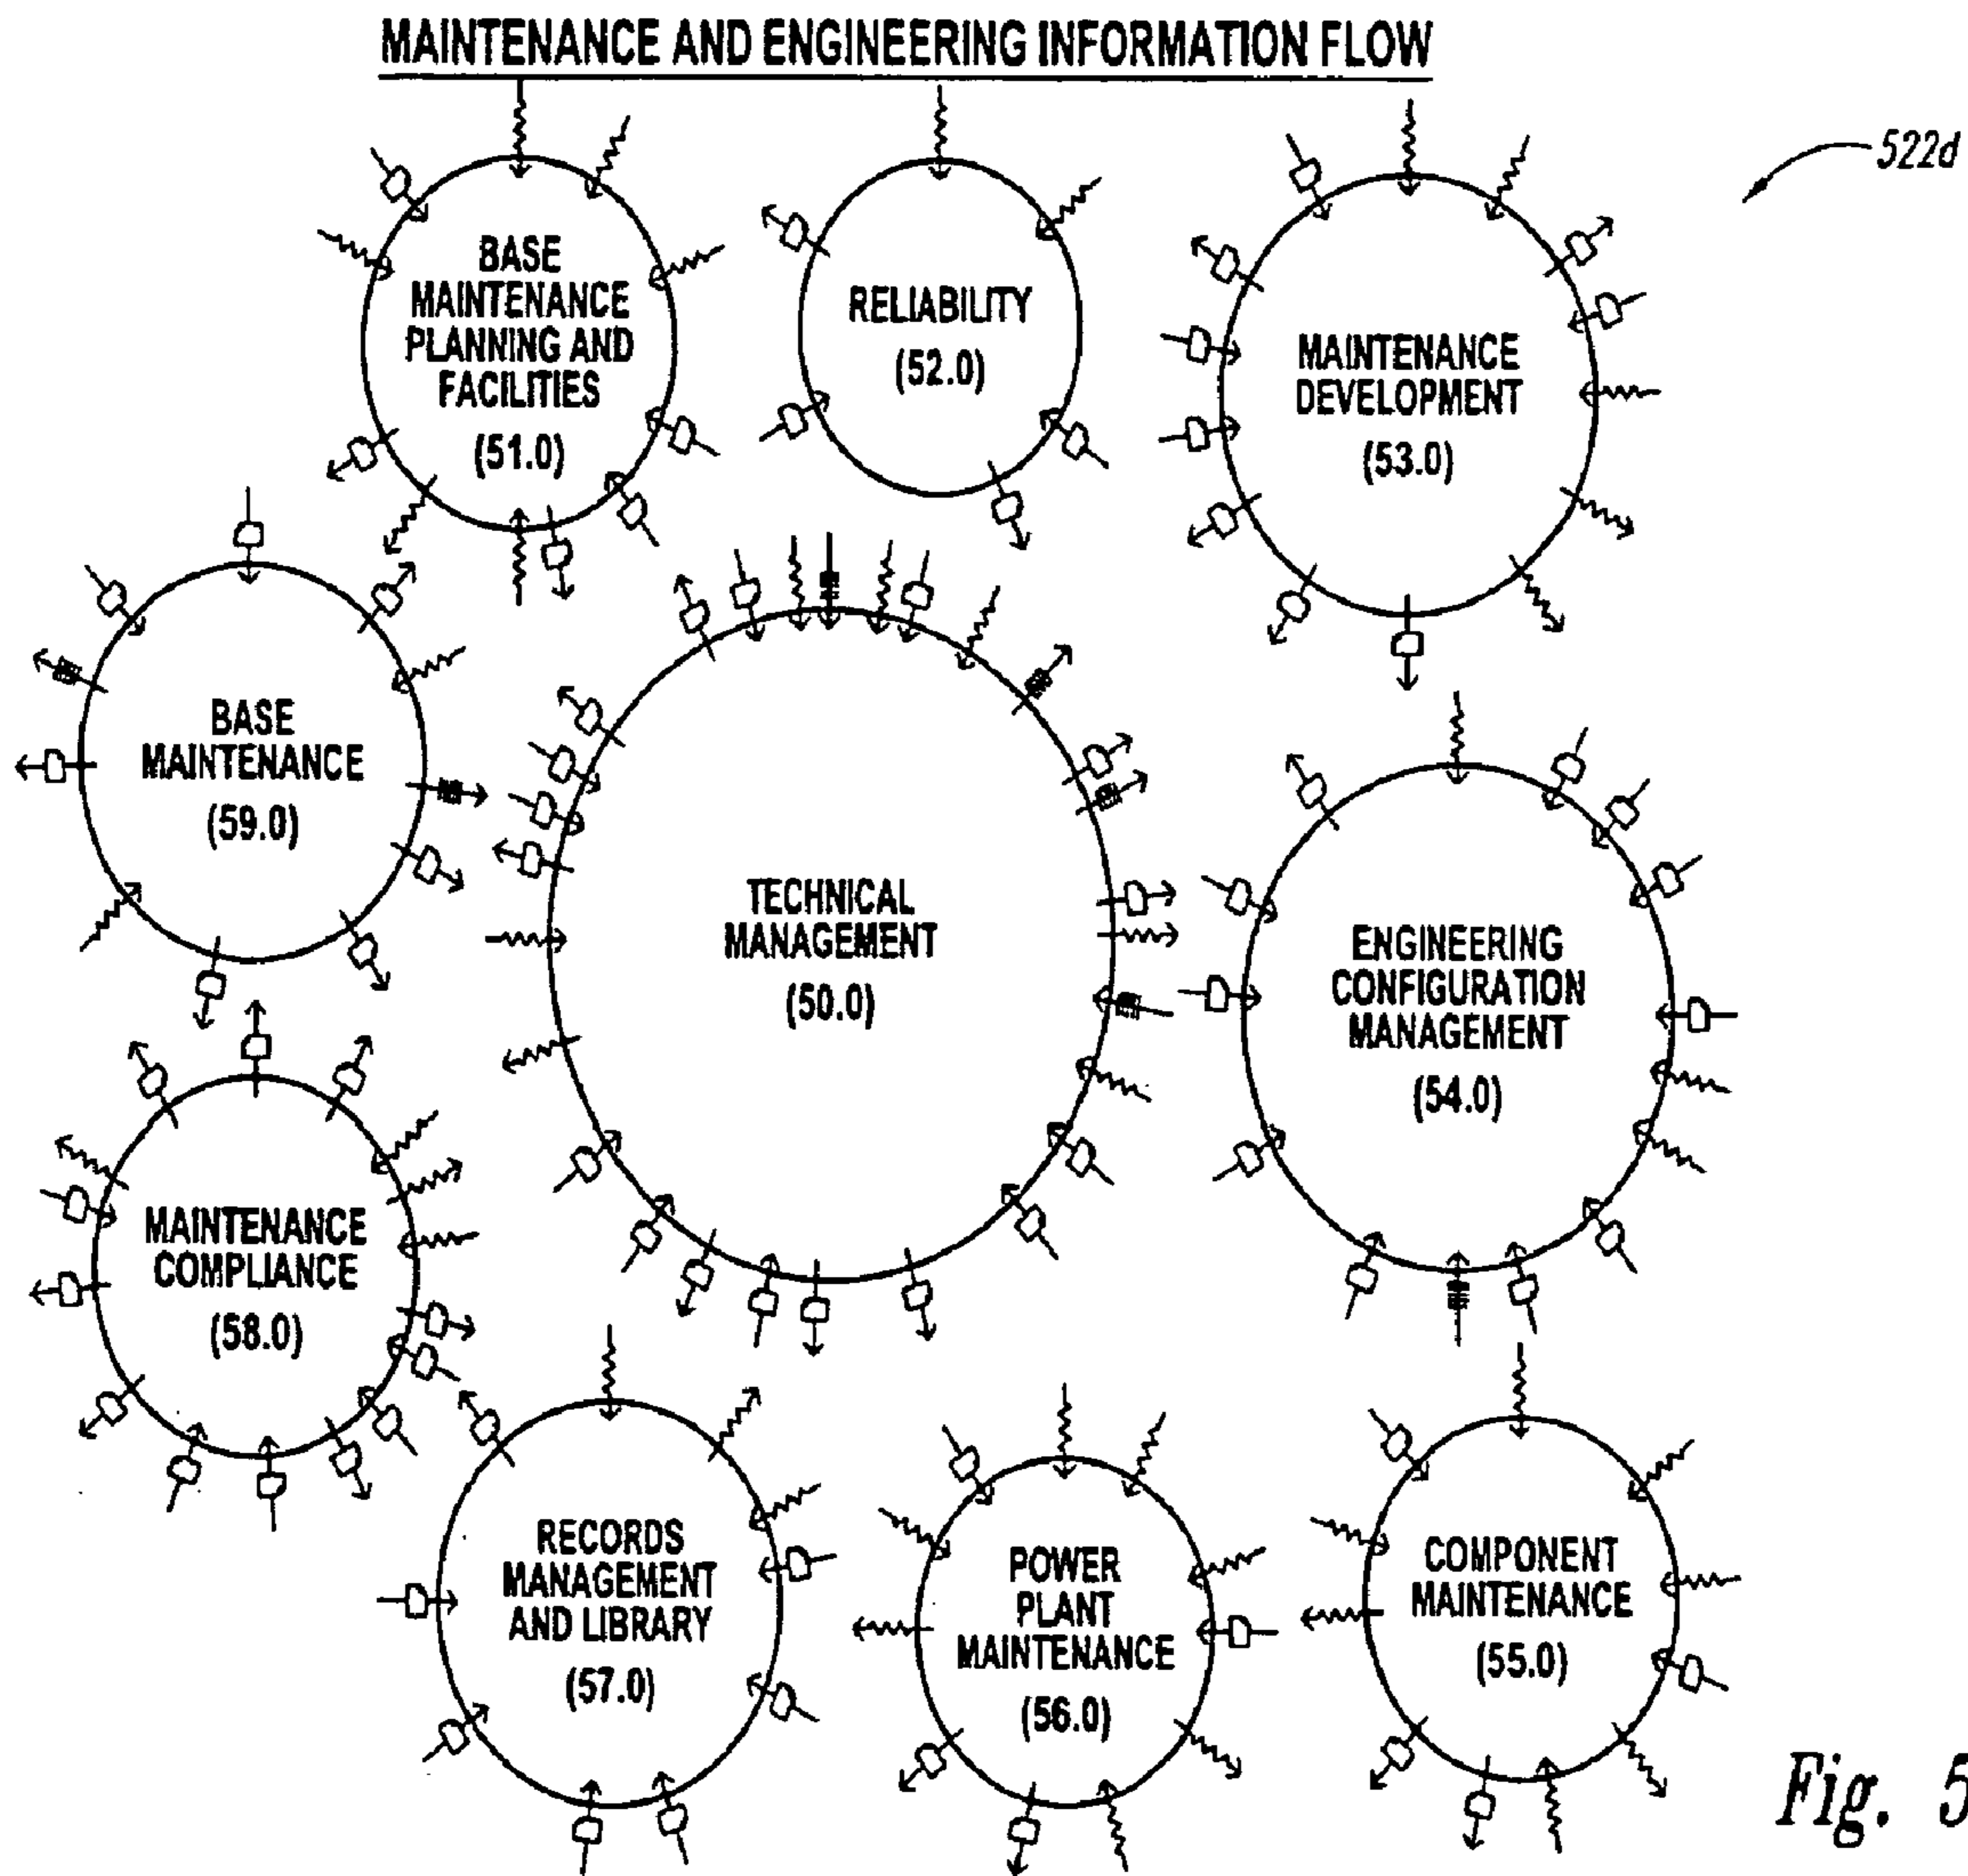 MAINTENANCE AND ENGINEERING INFORMATION FLOW
522d
BASE
MAINTENANCE
PLANNING AND
FACILITIES
(51.0)
RELIABILITY
(52.0)
MAINTENANCE
DEVELOPMENT
(53.0)
BASE
MAINTENANCE
(59.0)
TECHNICAL
MANAGEMENT
(50.0)
ENGINEERING
CONFIGURATION
MANAGEMENT
(54.0)
MAINTENANCE
COMPLIANCE
(58.0)
RECORDS
MANAGEMENT
AND LIBRARY
(57.0)
POWER
PLANT
MAINTENANCE
(56.0)
COMPONENT
MAINTENANCE
(55.0)
Fig. 5